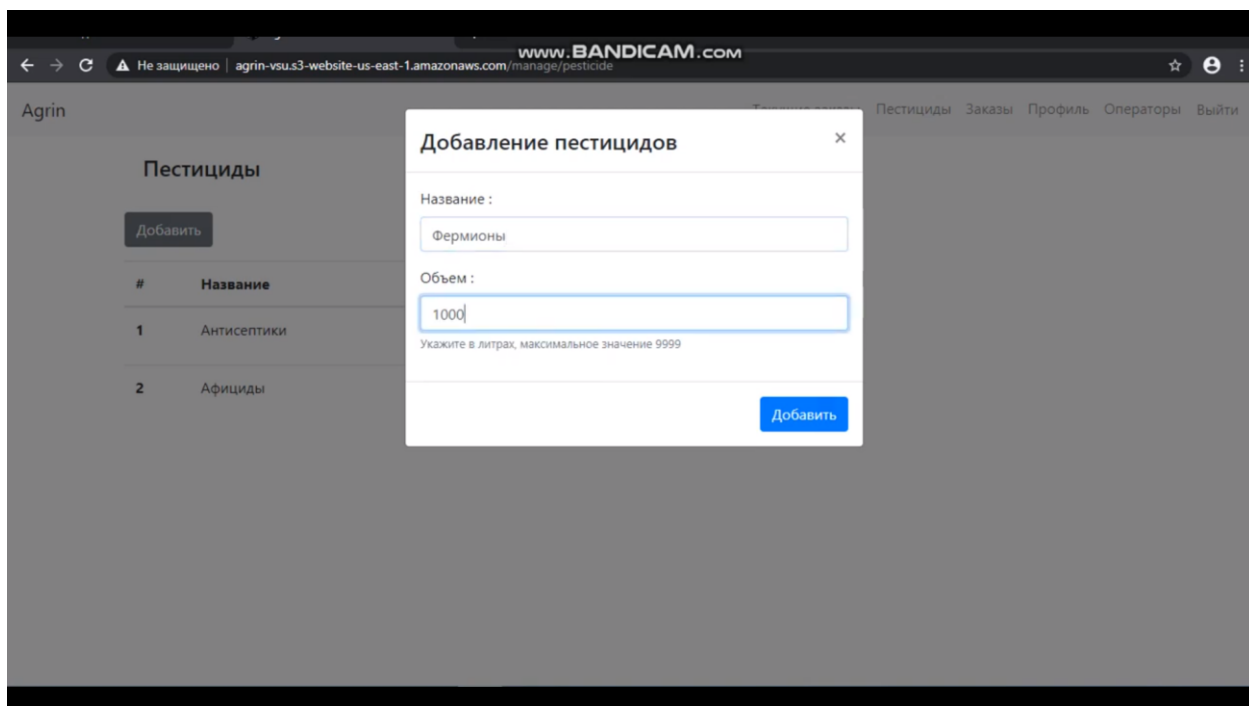 www.BANDICAM.com
Не защищено | agrin-vsu.s3-website-us-east-1.amazonaws.com/manage/pesticide
Agrin
Пестициды Заказы Профиль Операторы Выйти
Добавление пестицидов ×
Пестициды
Название :
Фермионы
Добавить
Объем :
# Название
1000
1 Антисептики
Укажите в литрах, максимальное значение 9999
2 Афициды
Добавить